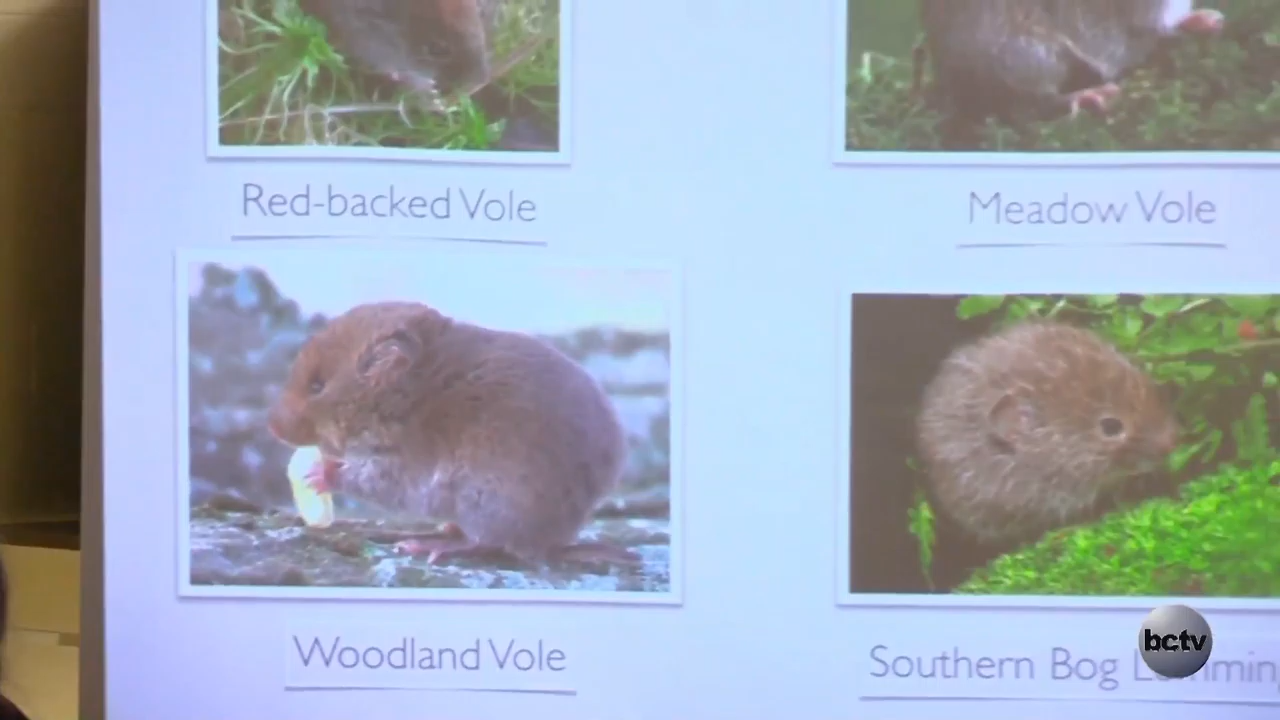 Red-backed Vole
Meadow Vole
Woodland Vole
Southern Bog
bctv